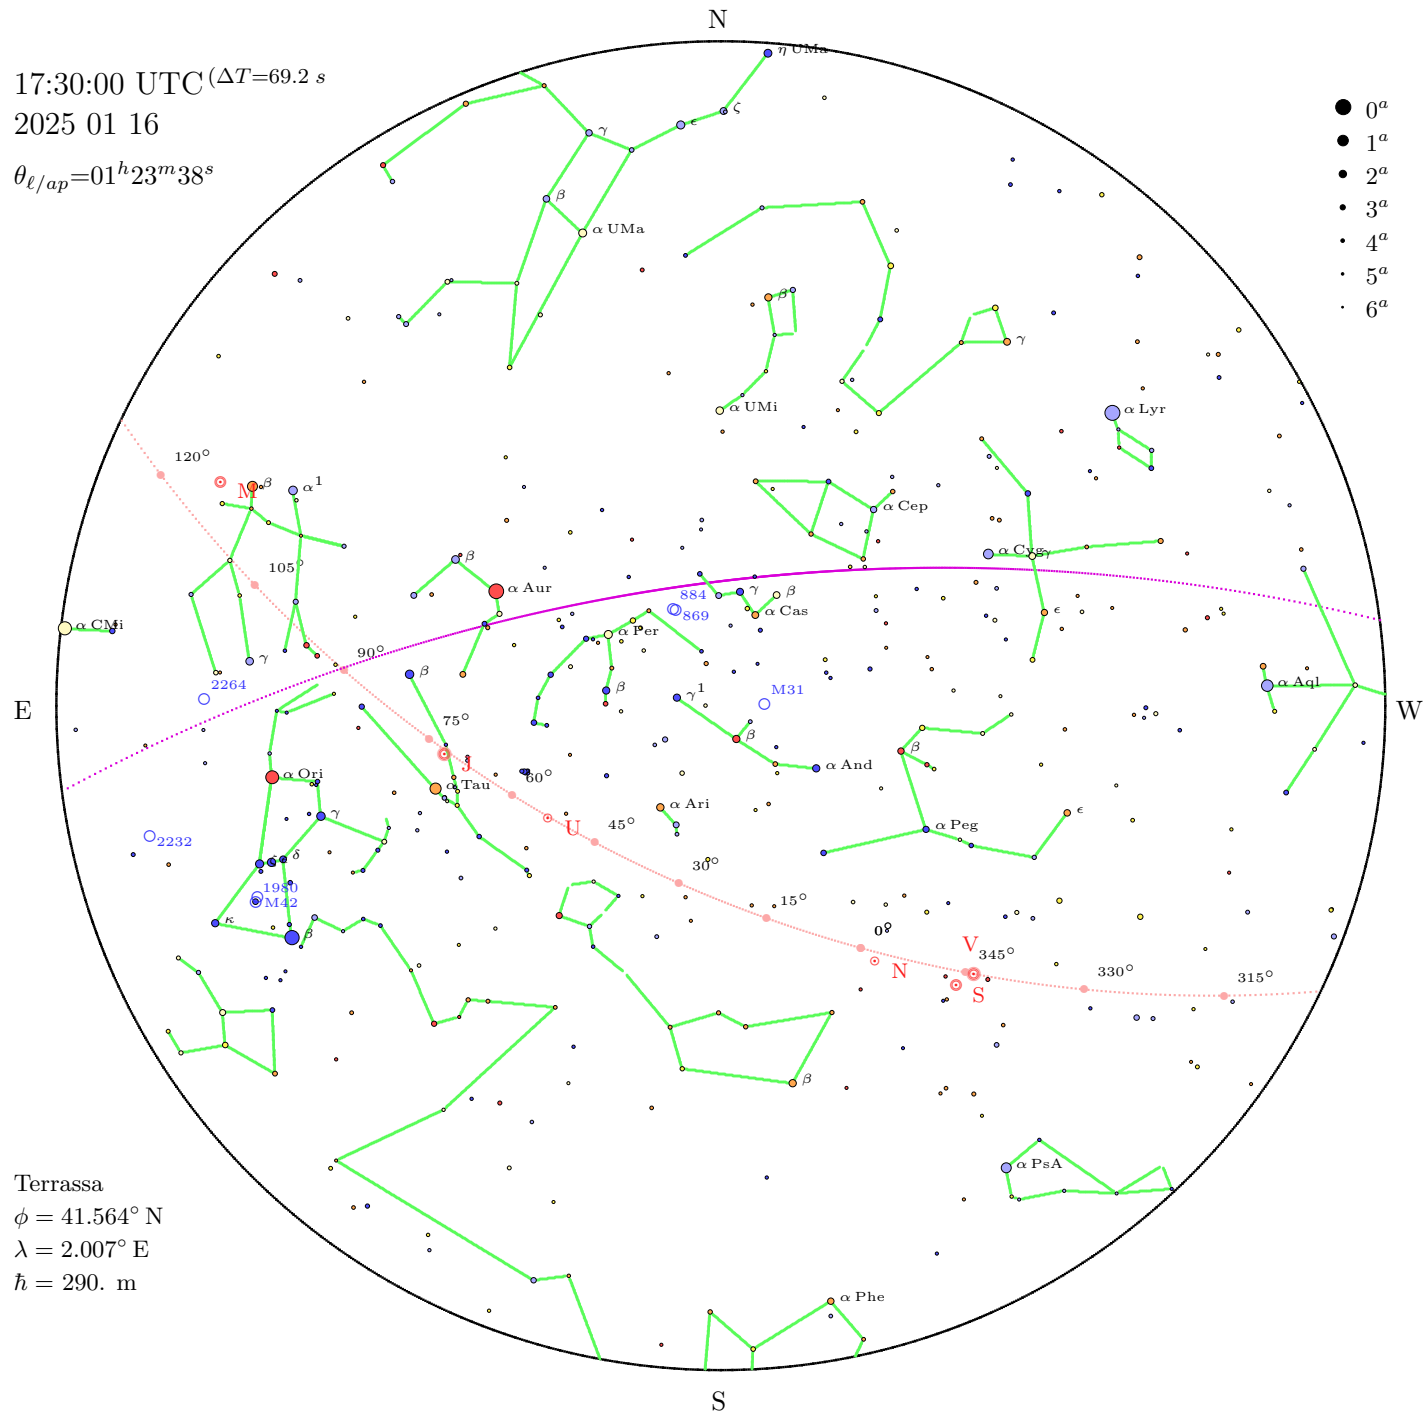 N
17:30:00 UTC (ΔT=69.2 s
2025 01 16
θℓ/ap=01h23m38s
0a
1a
2a
3a
4a
5a
6a
η UMa
ζ
ϵ
γ
β
α UMa
β
γ
α UMi
α Lyr
120°
M
β
α1
α Cep
105°
β
α Aur
α Cyg
γ
884
869
γ
β
α Cas
ϵ
α CMi
β
α Per
90°
γ
2264
β
β
γ1
M31
α Aql
E
W
75°
β
β
J
60°
α And
α Ori
α Tau
α Ari
γ
U
45°
α Peg
ϵ
2232
ζ
ε
δ
30°
1980
M42
15°
κ
β
0°
V
345°
N
S
330°
315°
β
α PsA
α Phe
Terrassa
ϕ = 41.564° N
λ = 2.007° E
ℏ = 290. m
S